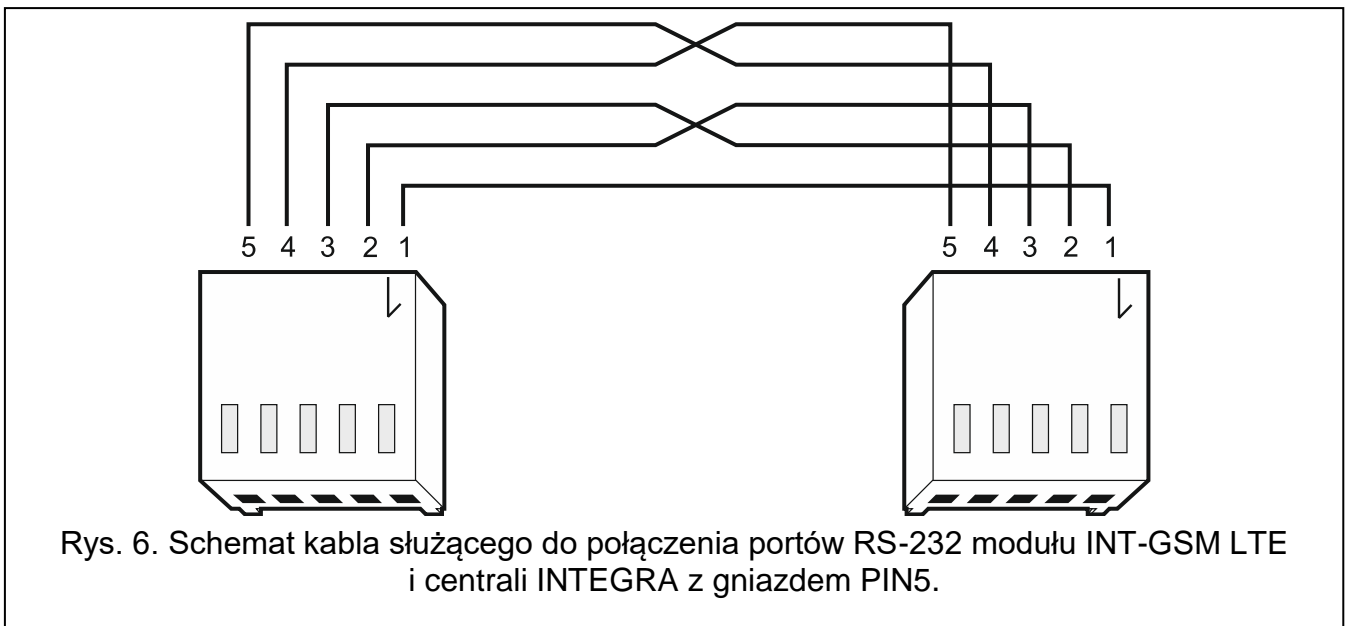 5 4 3 2 1 5 4 3 2 1
Rys. 6. Schemat kabla służącego do połączenia portów RS-232 modułu INT-GSM LTE
i centrali INTEGRA z gniazdem PIN5.